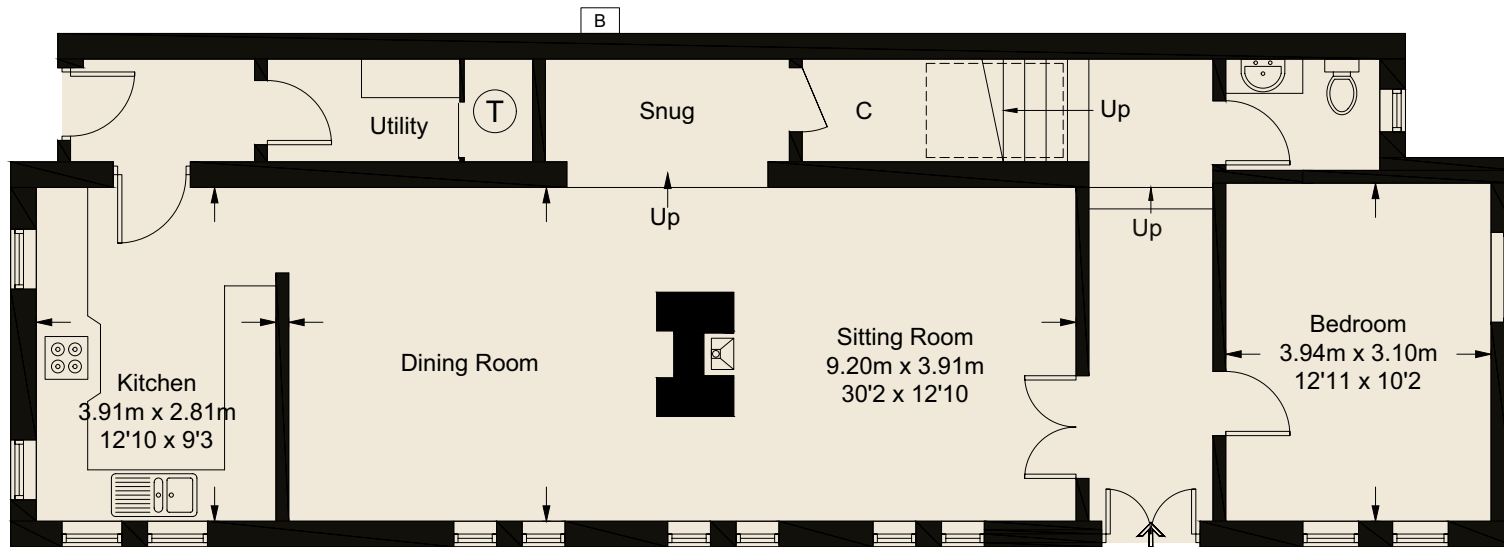 B
Utility
T
Snug
C
Up
Up
Up
Dining Room
Sitting Room
9.20m x 3.91m
30'2 x 12'10
Bedroom
3.94m x 3.10m
12'11 x 10'2
Kitchen
3.91m x 2.81m
12'10 x 9'3